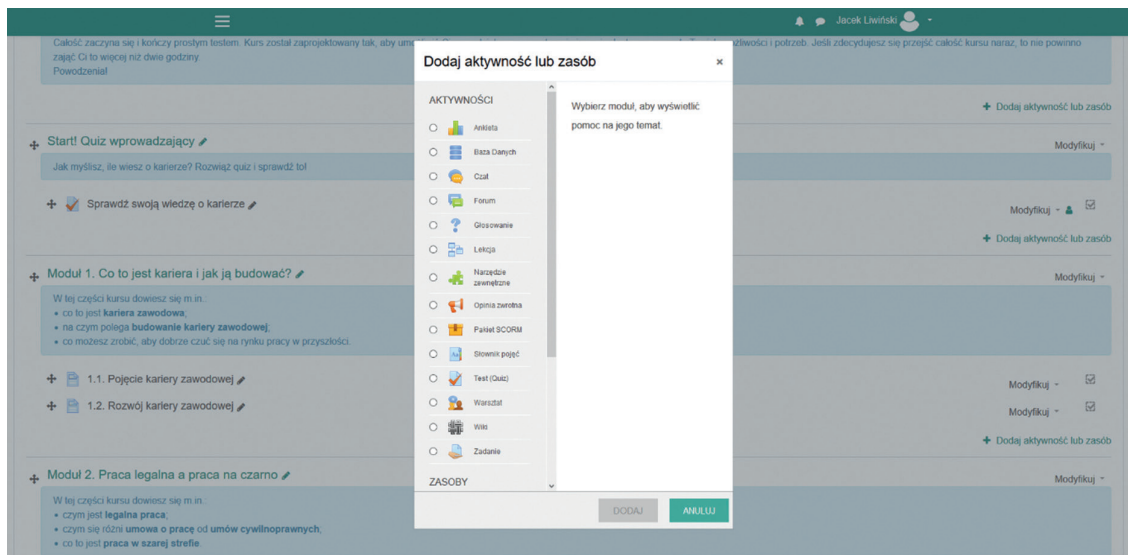 Jacek Liwiński
Całość zaczyna się i kończy prostym testem. Kurs został zaprojektowany tak, aby
zliwości i potrzeb. Jeśli zdecydujesz się przejść całość kursu naraz, to nie powinno
zająć Ci to więcej niż dwie godziny.
Powodzenia!
+ Dodaj aktywność lub zasób
Start! Quiz wprowadzający
Modyfikuj
Jak myślisz, ile wiesz o karierze? Rozwiąż quiz i sprawdź to!
Sprawdź swoją wiedzę o karierze
Modyfikuj
+ Dodaj aktywność lub zasób
Moduł 1. Co to jest kariera i jak ją budować?
Modyfikuj
W tej części kursu dowiesz się m.in.:
• co to jest kariera zawodowa;
• na czym polega budowanie kariery zawodowej;
• co możesz zrobić, aby dobrze czuć się na rynku pracy w przyszłości.
1.1. Pojęcie kariery zawodowej
Modyfikuj
1.2. Rozwój kariery zawodowej
Modyfikuj
+ Dodaj aktywność lub zasób
Moduł 2. Praca legalna a praca na czarno
Modyfikuj
W tej części kursu dowiesz się m.in.:
• czym jest legalna praca;
• czym się różni umowa o pracę od umów cywilnoprawnych;
• co to jest praca w szarej strefie.
Dodaj aktywność lub zasób
×
AKTYWNOŚCI
Ankieta
Baza Danych
Czat
Forum
Głosowanie
Lekcja
Narzędzie
zewnętrzne
Opinia zwrotna
Pakiet SCORM
Słownik pojęć
Test (Quiz)
Warsztat
Wiki
Zadanie
ZASOBY
Wybierz moduł, aby wyświetlić
pomoc na jego temat.
DODAJ
ANULUJ